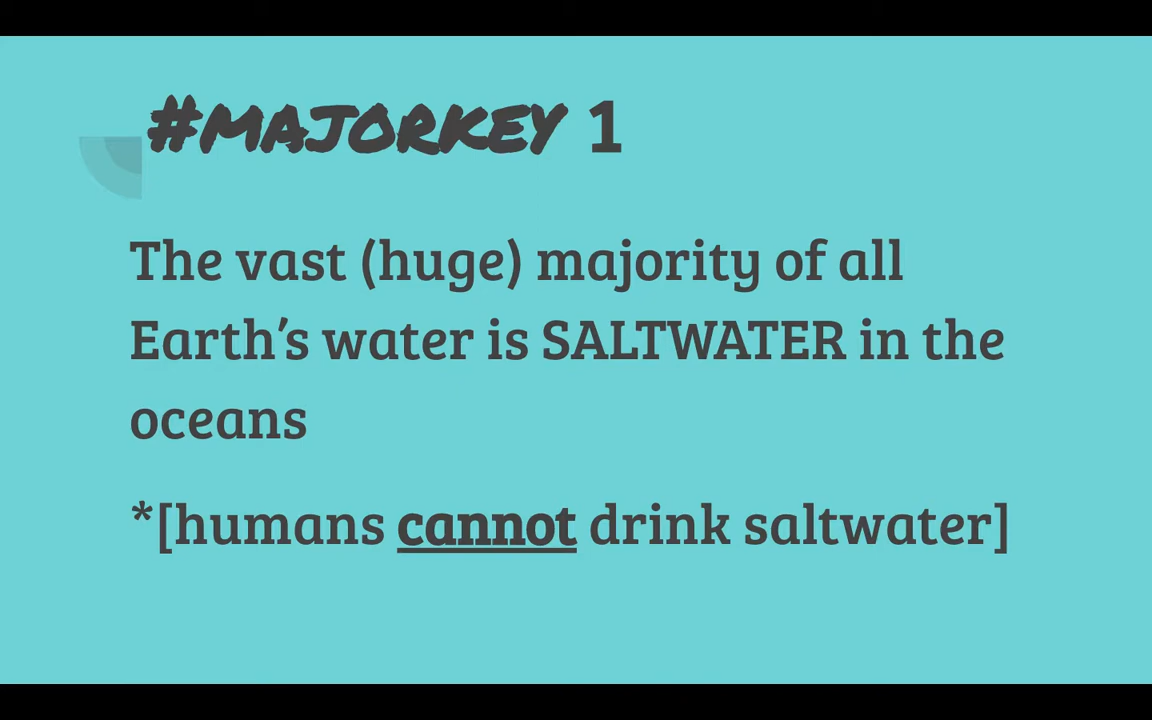 #MAJORKEY 1
The vast (huge) majority of all
Earth's water is SALTWATER in the
oceans
*[humans cannot drink saltwater]